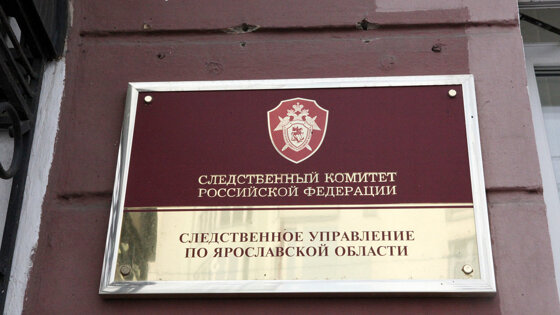 СЛЕДСТВЕННЫЙ КОМИТЕТ
РОССИЙСКОЙ ФЕДЕРАЦИИ
СЛЕДСТВЕННОЕ УПРАВЛЕНИЕ
ПО ЯРОСЛАВСКОЙ ОБЛАСТИ